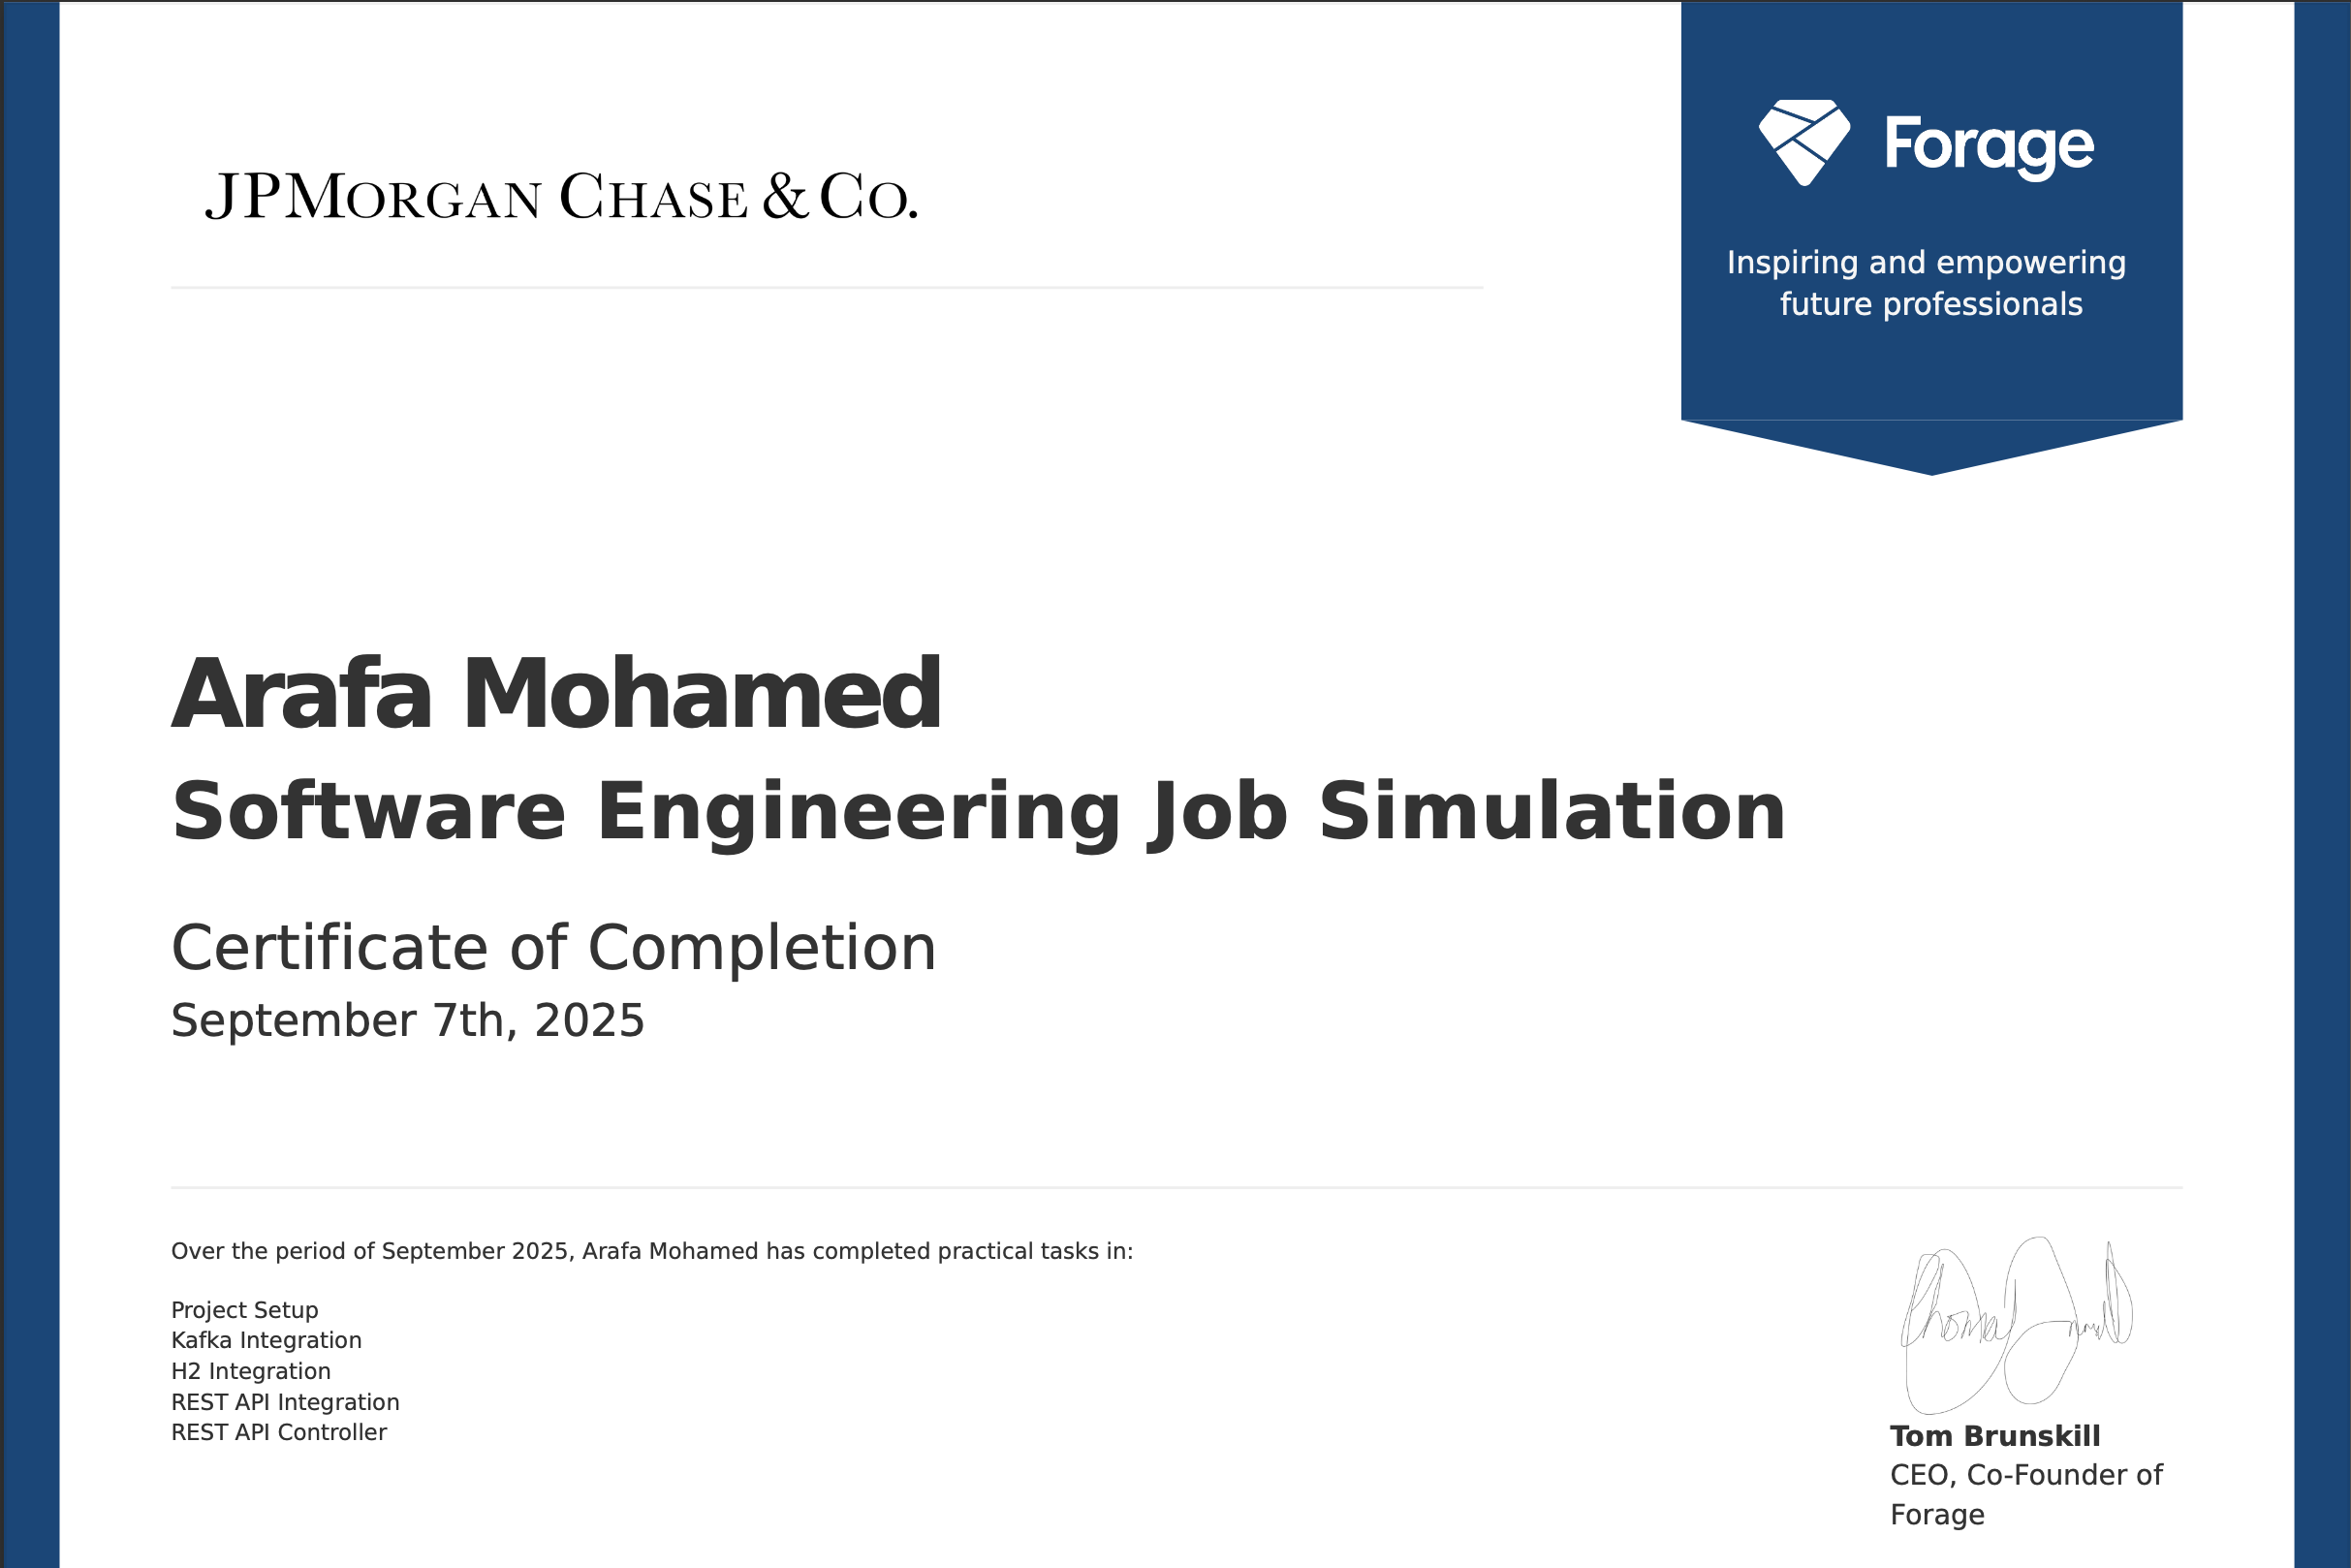 JPMorgan Chase & Co.
Forage
Inspiring and empowering
future professionals
Arafa Mohamed
Software Engineering Job Simulation
Certificate of Completion
September 7th, 2025
Over the period of September 2025, Arafa Mohamed has completed practical tasks in:
Project Setup
Kafka Integration
H2 Integration
REST API Integration
REST API Controller
Tom Brunskill
CEO, Co-Founder of
Forage